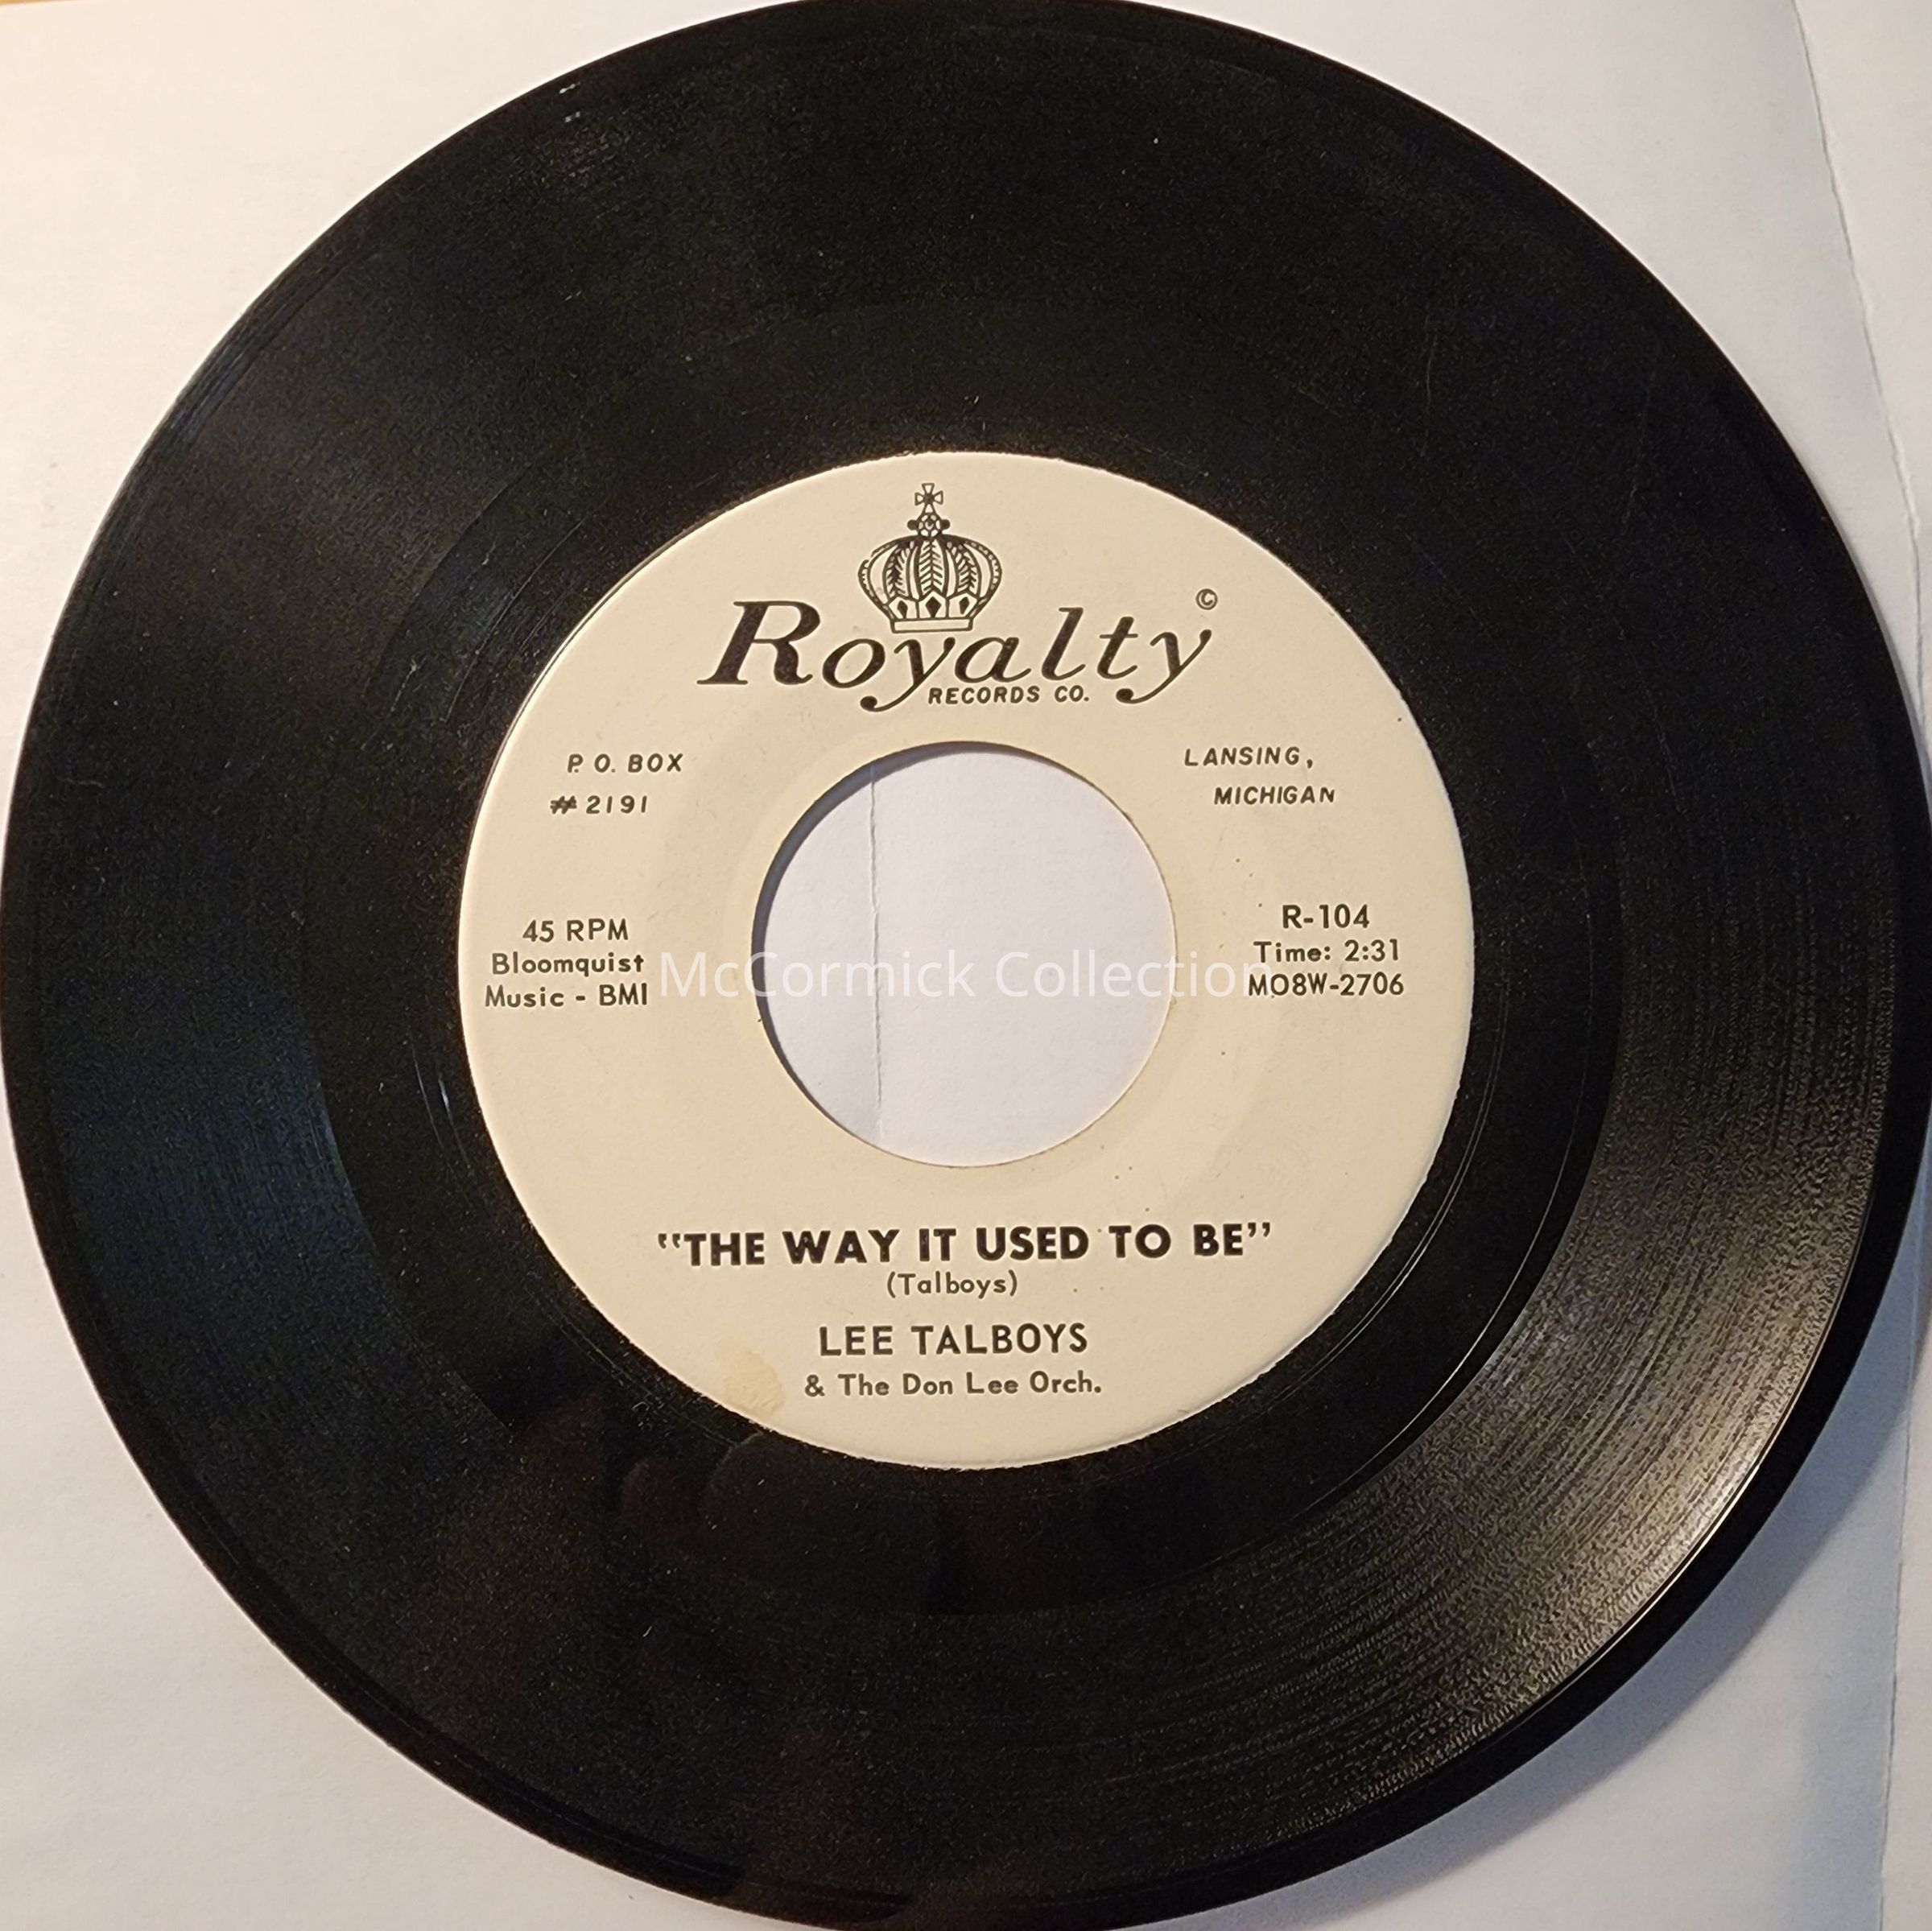 Royalty ©
RECORDS CO.
P. O. BOX
# 2191
LANSING,
MICHIGAN
45 RPM
Bloomquist
Music - BMI
R-104
Time: 2:31
MO8W-2706
McCormick Collection
"THE WAY IT USED TO BE"
(Talboys)
LEE TALBOYS
& The Don Lee Orch.